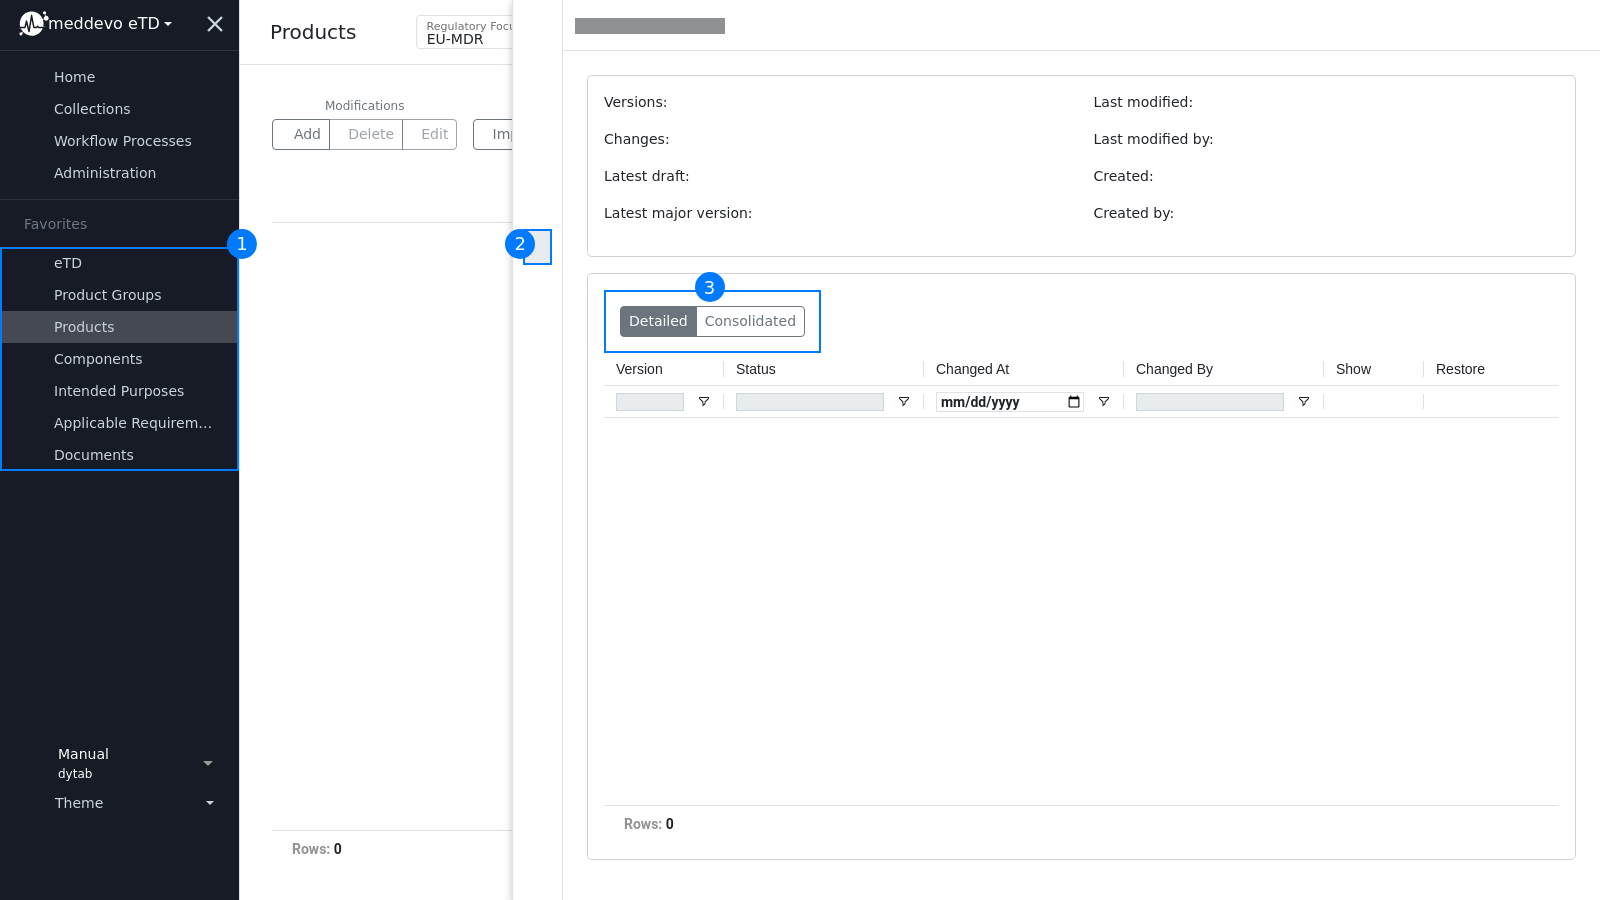 meddevo eTD
Home
Collections
Workflow Processes
Administration
Favorites
1
eTD
Product Groups
Products
Components
Intended Purposes
Applicable Requirem...
Documents
Manual
dytab
Theme
Products
Regulatory Focu
EU-MDR
Modifications
Add Delete Edit Imp
Rows: 0
2
Versions:
Changes:
Latest draft:
Latest major version:
Last modified:
Last modified by:
Created:
Created by:
3
Detailed Consolidated
Version Status Changed At Changed By Show Restore
mm/dd/yyyy
Rows: 0